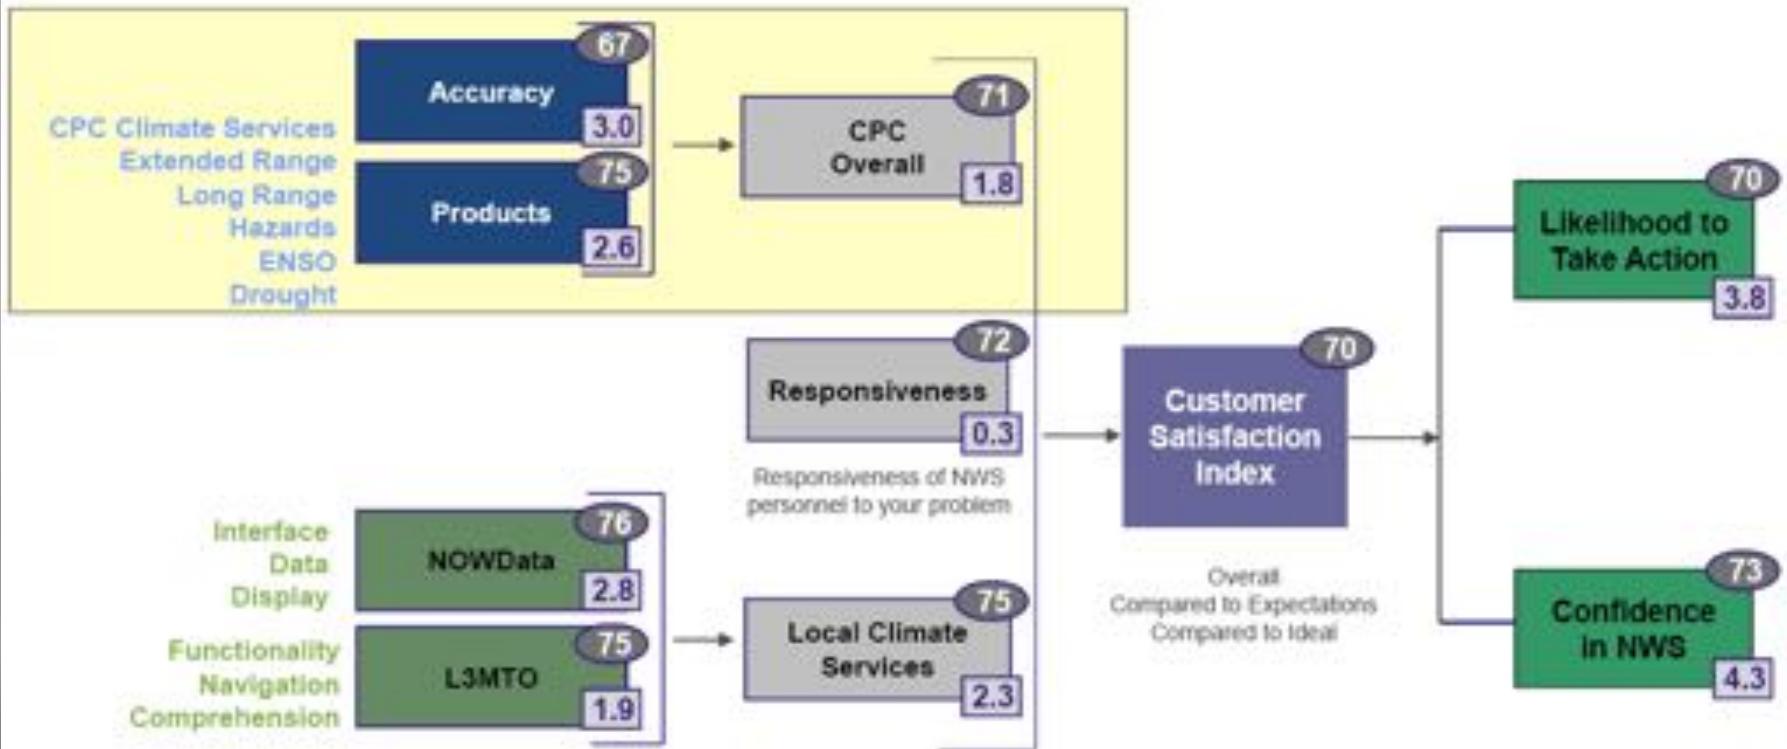 67
Accuracy
3.0
CPC Climate Services
Extended Range
Long Range
Hazards
ENSO
Drought
75
Products
2.6
71
CPC
Overall
1.8
72
Responsiveness
0.3
Responsiveness of NWS
personnel to your problem
Interface
Data
Display
76
NOWData
2.8
Functionality
Navigation
Comprehension
75
L3MTO
1.9
75
Local Climate
Services
2.3
70
Customer
Satisfaction
Index
Overall
Compared to Expectations
Compared to Ideal
70
Likelihood to
Take Action
3.8
73
Confidence
in NWS
4.3